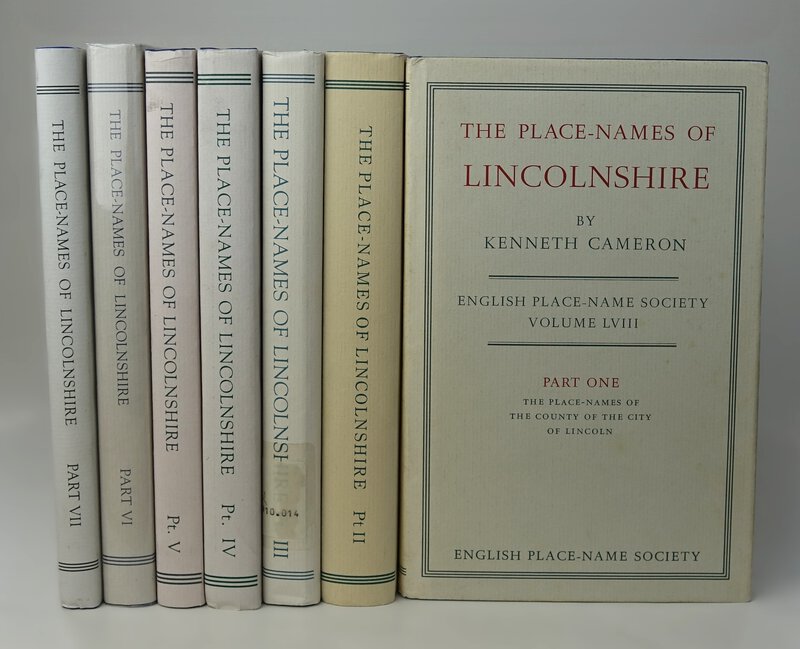 THE PLACE-NAMES OF LINCOLNSHIRE PART VII
THE PLACE-NAMES OF LINCOLNSHIRE PART VI
THE PLACE-NAMES OF LINCOLNSHIRE Pt. V
THE PLACE-NAMES OF LINCOLNSHIRE Pt. IV
THE PLACE-NAMES OF LINCOLNSHIRE III
10.014
THE PLACE-NAMES OF LINCOLNSHIRE Pt II
THE PLACE-NAMES OF
LINCOLNSHIRE
BY
KENNETH CAMERON
ENGLISH PLACE-NAME SOCIETY
VOLUME LVIII
PART ONE
THE PLACE-NAMES OF
THE COUNTY OF THE CITY
OF LINCOLN
ENGLISH PLACE-NAME SOCIETY